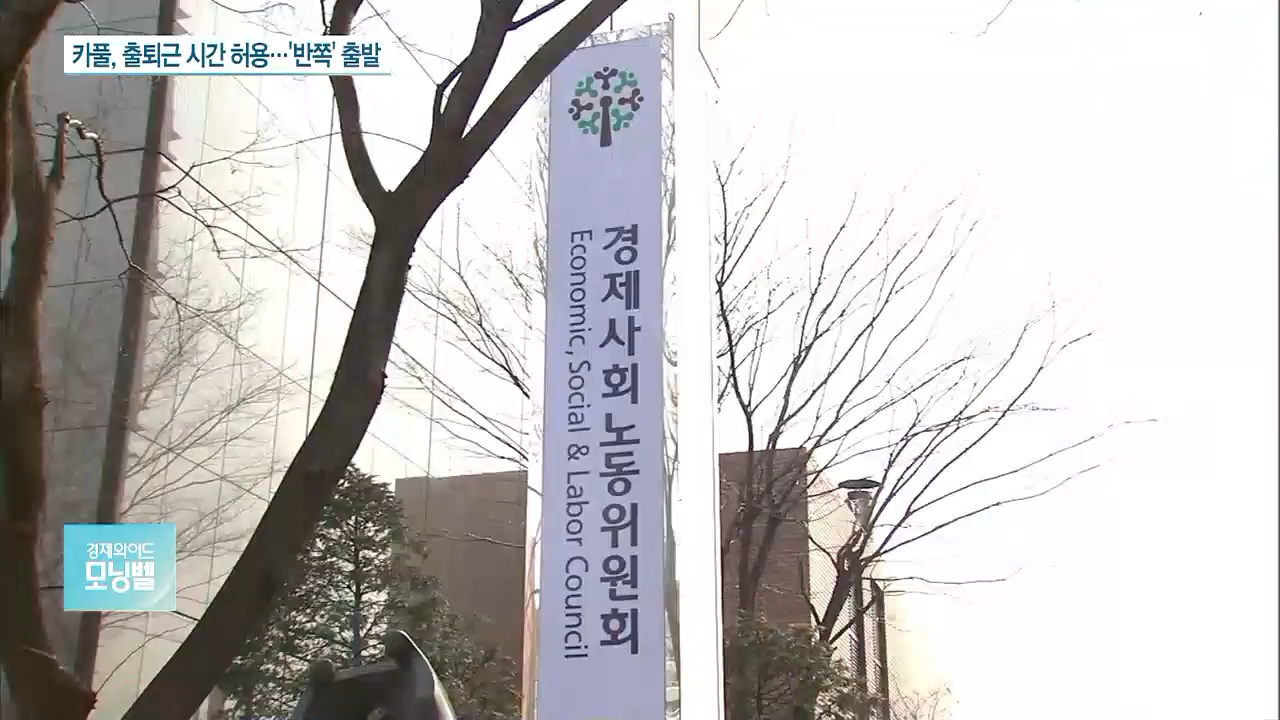 카풀, 출퇴근 시간 허용…'반쪽' 출발
경제사회노동위원회
Economic, Social & Labor Council
경제와이드
모닝벨